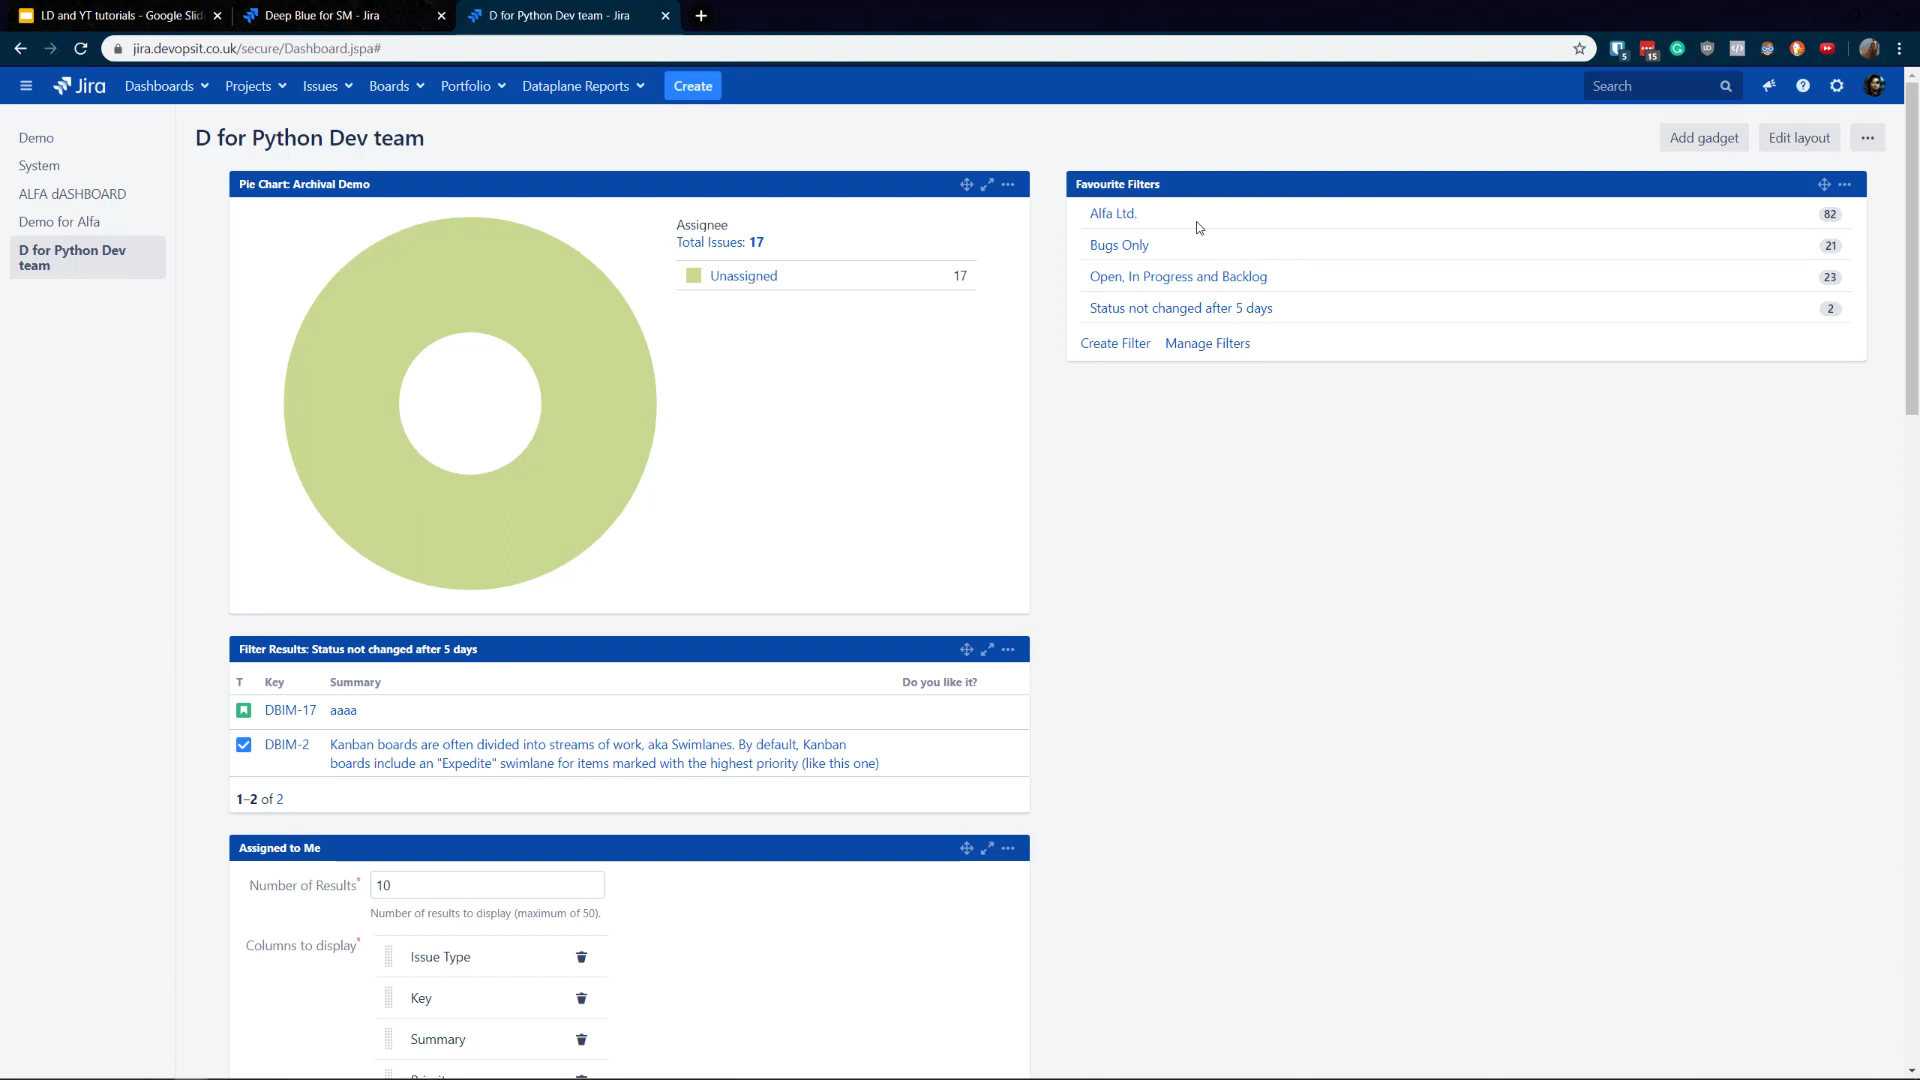 LD and YT tutorials - Google Slid
Deep Blue for SM - Jira
D for Python Dev team - Jira
jira.devopsit.co.uk/secure/Dashboard.jspa#
5
15
Jira
Dashboards
Projects
Issues
Boards
Portfolio
Dataplane Reports
Create
Search
Demo
System
ALFA dASHBOARD
Demo for Alfa
D for Python Dev
team
D for Python Dev team
Add gadget
Edit layout
Pie Chart: Archival Demo
Assignee
Total Issues: 17
Unassigned 17
Favourite Filters
Alfa Ltd. 82
Bugs Only 21
Open, In Progress and Backlog 23
Status not changed after 5 days 2
Create Filter Manage Filters
Filter Results: Status not changed after 5 days
T Key Summary Do you like it?
DBIM-17 aaaa
DBIM-2 Kanban boards are often divided into streams of work, aka Swimlanes. By default, Kanban
boards include an "Expedite" swimlane for items marked with the highest priority (like this one)
1–2 of 2
Assigned to Me
Number of Results* 10
Number of results to display (maximum of 50).
Columns to display*
Issue Type
Key
Summary